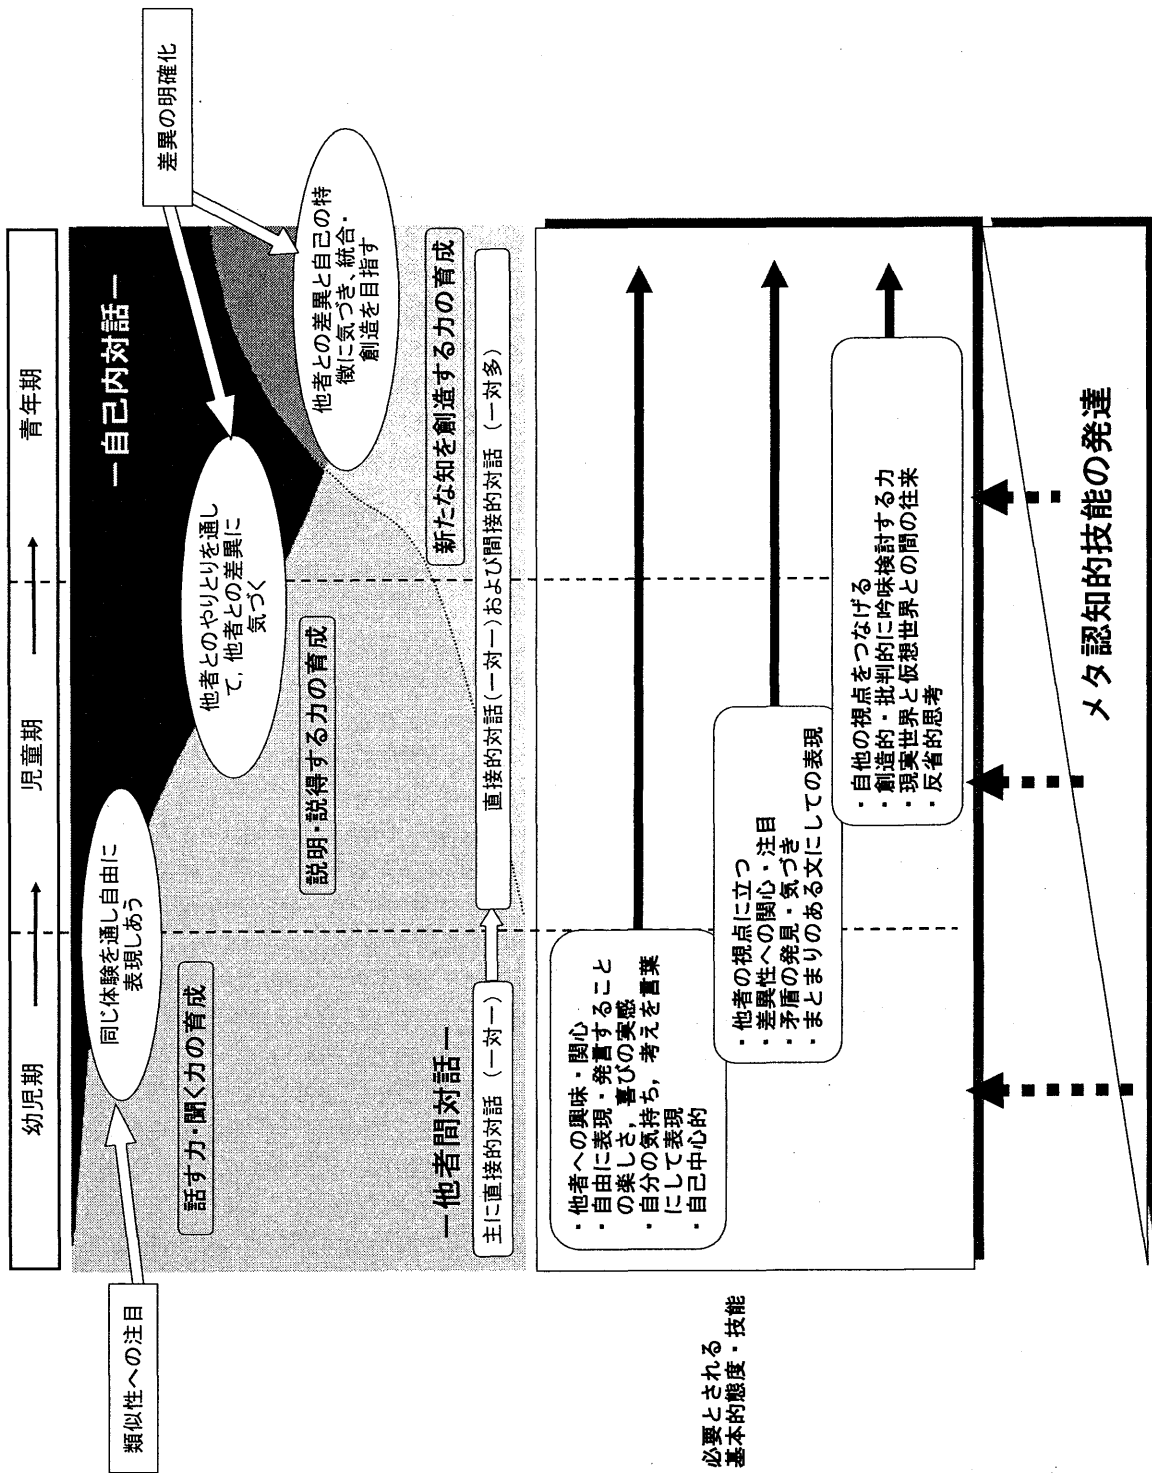 幼児期
児童期
青年期
類似性への注目
差異の明確化
同じ体験を通し自由に
表現しあう
他者とのやりとりを通し
て,他者との差異に
気づく
他者との差異と自己の特
徴に気づき、統合・
創造を目指す
―自己内対話―
話す力・聞く力の育成
説明・説得する力の育成
新たな知を創造する力の育成
―他者間対話―
主に直接的対話(一対一)
直接的対話(一対一)および間接的対話(一対多)
必要とされる
基本的態度・技能
・他者への興味・関心
・自由に表現・発言すること
の楽しさ,喜びの実感
・自分の気持ち,考えを言葉
にして表現
・自己中心的
・他者の視点に立つ
・差異性への関心・注目
・矛盾の発見・気づき
・まとまりのある文にしての表現
・自他の視点をつなげる
・創造的・批判的に吟味検討する力
・現実世界と仮想世界との間の往来
・反省的思考
メタ認知的技能の発達